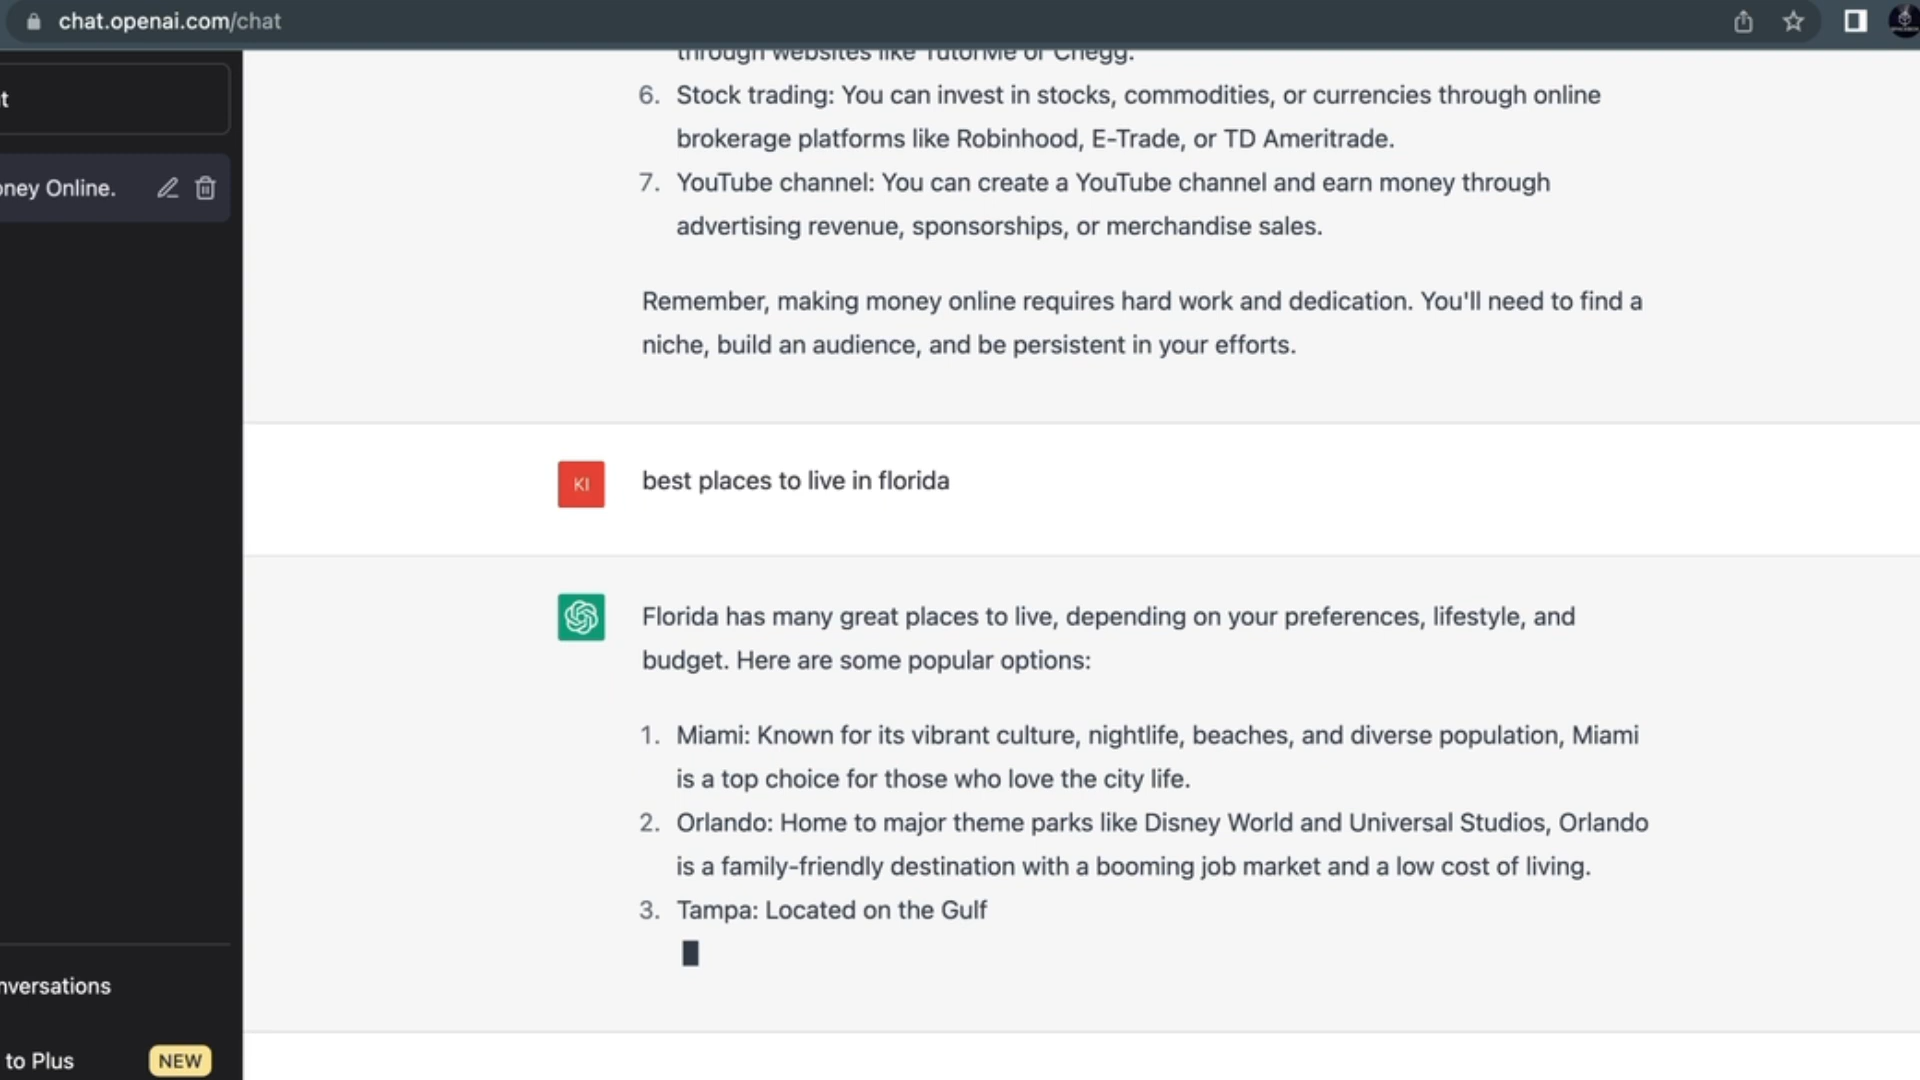 chat.openai.com/chat
through websites like TutorMe or Chegg.
6. Stock trading: You can invest in stocks, commodities, or currencies through online
brokerage platforms like Robinhood, E-Trade, or TD Ameritrade.
7. YouTube channel: You can create a YouTube channel and earn money through
advertising revenue, sponsorships, or merchandise sales.
Remember, making money online requires hard work and dedication. You'll need to find a
niche, build an audience, and be persistent in your efforts.
KI
best places to live in florida
Florida has many great places to live, depending on your preferences, lifestyle, and
budget. Here are some popular options:
1. Miami: Known for its vibrant culture, nightlife, beaches, and diverse population, Miami
is a top choice for those who love the city life.
2. Orlando: Home to major theme parks like Disney World and Universal Studios, Orlando
is a family-friendly destination with a booming job market and a low cost of living.
3. Tampa: Located on the Gulf
t
oney Online.
nversations
to Plus
NEW